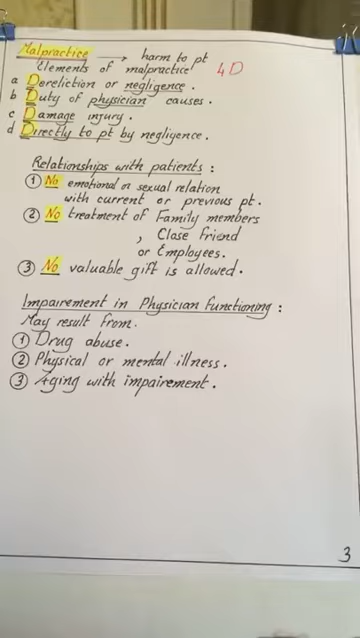 Malpractice → harm to pt
Elements of malpractice 4D
a Dereliction or negligence.
b Duty of physician causes.
c Damage injury.
d Directly to pt by negligence.
Relationships with patients :
① No emotional or sexual relation
with current or previous pt.
② No treatment of Family members
, Clase friend
or Employees.
③ No valuable gift is allowed.
Impairement in Physician functioning :
May result from.
① Drug abuse.
② Physical or mental illness.
③ Aging with impairement.
3